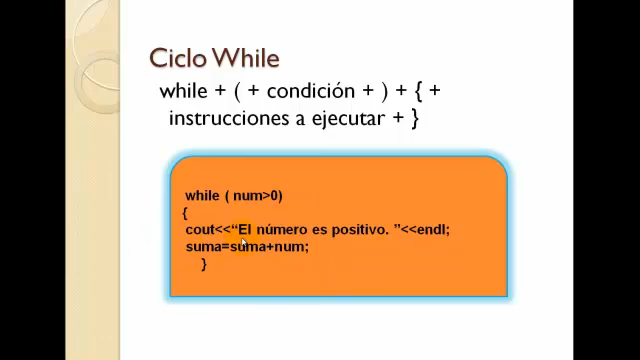 Ciclo While
while + ( + condición + ) + { +
instrucciones a ejecutar + }
while ( num>0)
{
cout<<“El número es positivo. ”<<endl;
suma=suma+num;
}